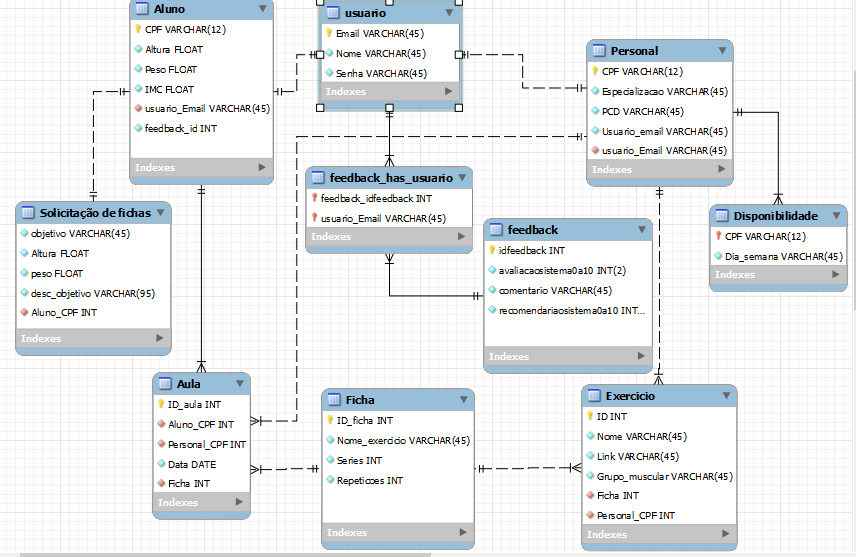 Aluno
CPF VARCHAR(12)
Altura FLOAT
Peso FLOAT
IMC FLOAT
usuario_Email VARCHAR(45)
feedback_id INT
Indexes
usuario
Email VARCHAR(45)
Nome VARCHAR(45)
Senha VARCHAR(45)
Indexes
Personal
CPF VARCHAR(12)
Especializacao VARCHAR(45)
PCD VARCHAR(45)
Usuario_email VARCHAR(45)
usuario_Email VARCHAR(45)
Indexes
feedback_has_usuario
feedback_idfeedback INT
usuario_Email VARCHAR(45)
Indexes
Solicitação de fichas
objetivo VARCHAR(45)
Altura FLOAT
peso FLOAT
desc_objetivo VARCHAR(95)
Aluno_CPF INT
Indexes
feedback
idfeedback INT
avaliacaosistema0a10 INT(2)
comentario VARCHAR(45)
recomendariaosistema0a10 INT...
Indexes
Disponibilidade
CPF VARCHAR(12)
Dia_semana VARCHAR(45)
Indexes
Aula
ID_aula INT
Aluno_CPF INT
Personal_CPF INT
Data DATE
Ficha INT
Indexes
Ficha
ID_ficha INT
Nome_exercicio VARCHAR(45)
Series INT
Repeticoes INT
Indexes
Exercicio
ID INT
Nome VARCHAR(45)
Link VARCHAR(45)
Grupo_muscular VARCHAR(45)
Ficha INT
Personal_CPF INT
Indexes